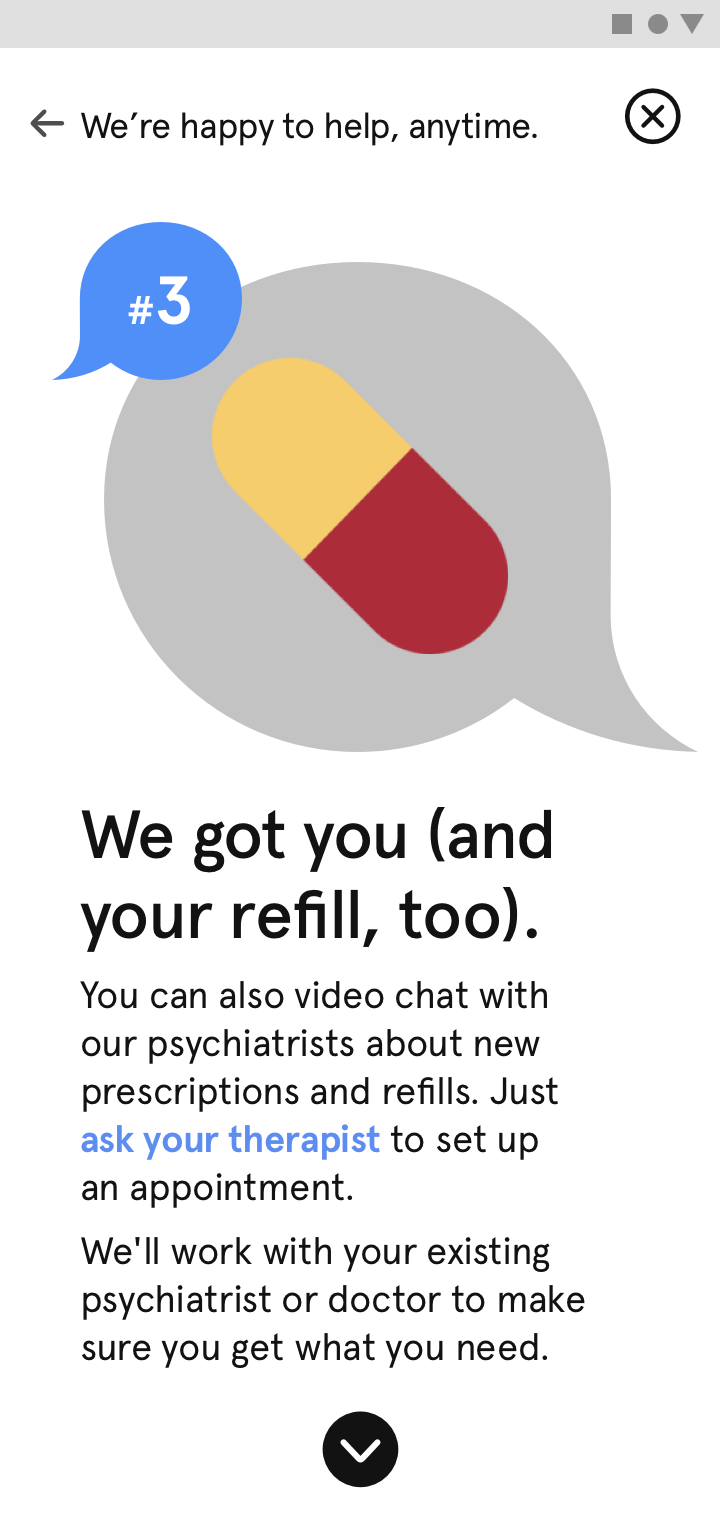 We’re happy to help, anytime.
#3
We got you (and
your refill, too).
You can also video chat with
our psychiatrists about new
prescriptions and refills. Just
ask your therapist to set up
an appointment.
We'll work with your existing
psychiatrist or doctor to make
sure you get what you need.